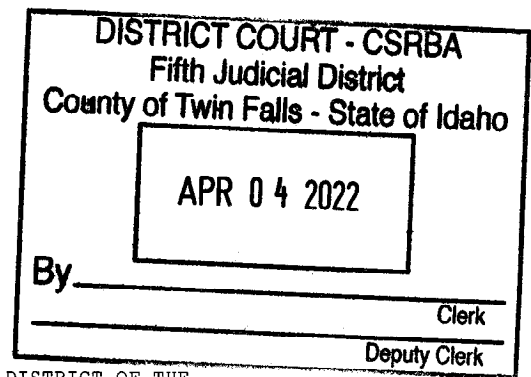 DISTRICT COURT - CSRBA
Fifth Judicial District
County of Twin Falls - State of Idaho
APR 04 2022
By
Clerk
Deputy Clerk
DISTRICT OF THE